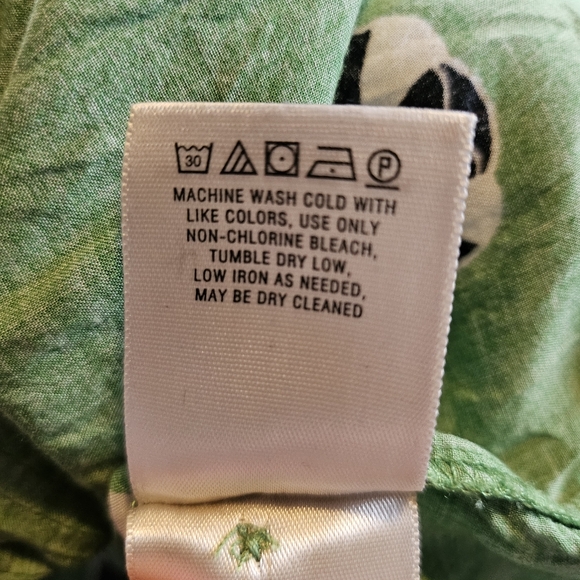 30 P
MACHINE WASH COLD WITH
LIKE COLORS, USE ONLY
NON-CHLORINE BLEACH,
TUMBLE DRY LOW,
LOW IRON AS NEEDED,
MAY BE DRY CLEANED